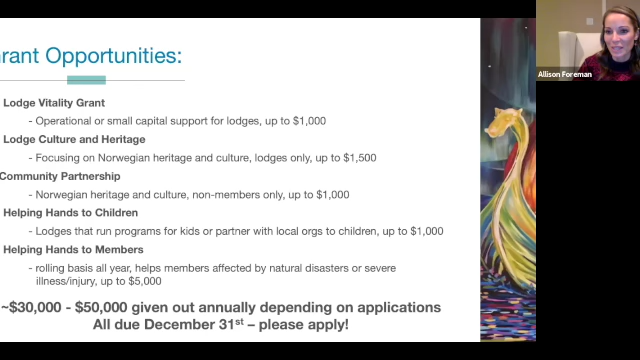 rant Opportunities:
Lodge Vitality Grant
- Operational or small capital support for lodges, up to $1,000
Lodge Culture and Heritage
- Focusing on Norwegian heritage and culture, lodges only, up to $1,500
Community Partnership
- Norwegian heritage and culture, non-members only, up to $1,000
Helping Hands to Children
- Lodges that run programs for kids or partner with local orgs to children, up to $1,000
Helping Hands to Members
- rolling basis all year, helps members affected by natural disasters or severe
illness/injury, up to $5,000
~$30,000 - $50,000 given out annually depending on applications
All due December 31st – please apply!
Allison Foreman